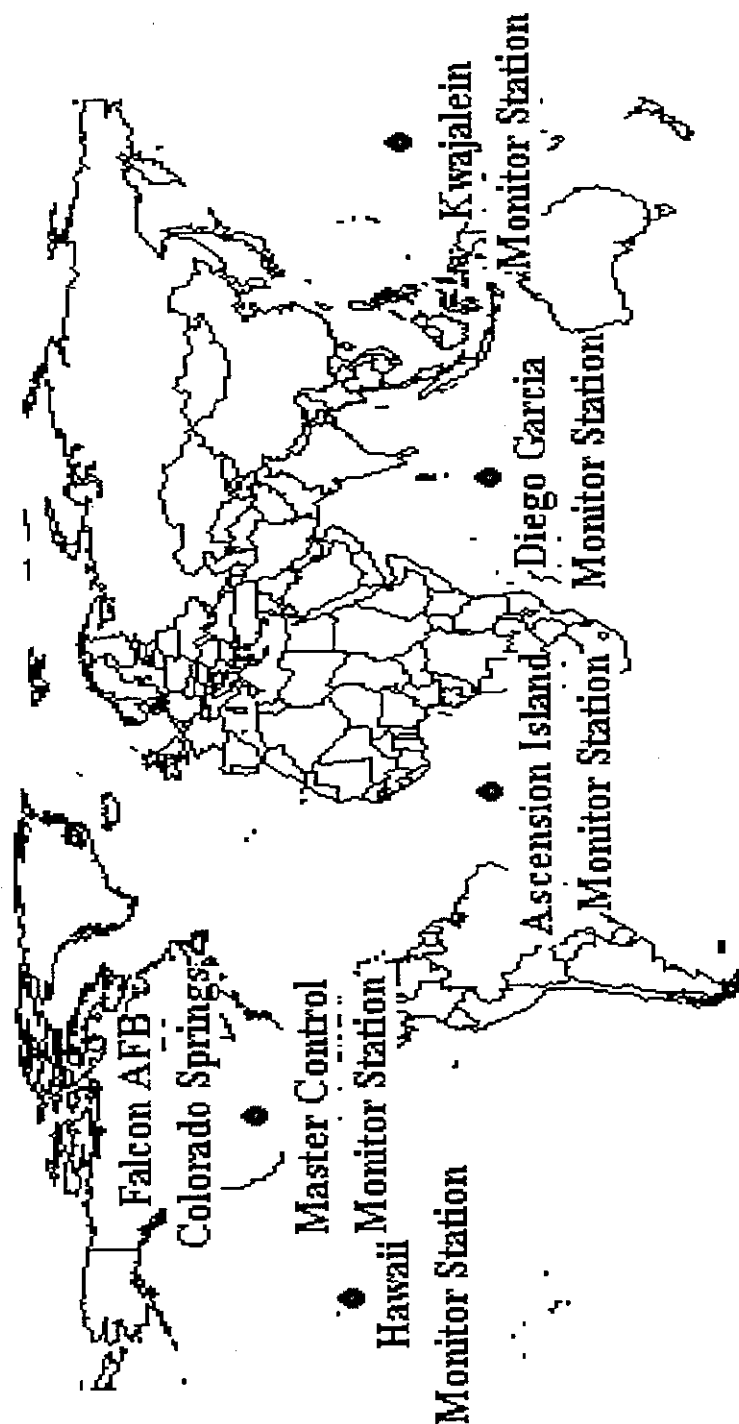 Falcon AFB
Colorado Springs
Master Control
Monitor Station
Hawaii
Monitor Station
Ascension Island
Monitor Station
Diego Garcia
Monitor Station
Kwajalein
Monitor Station